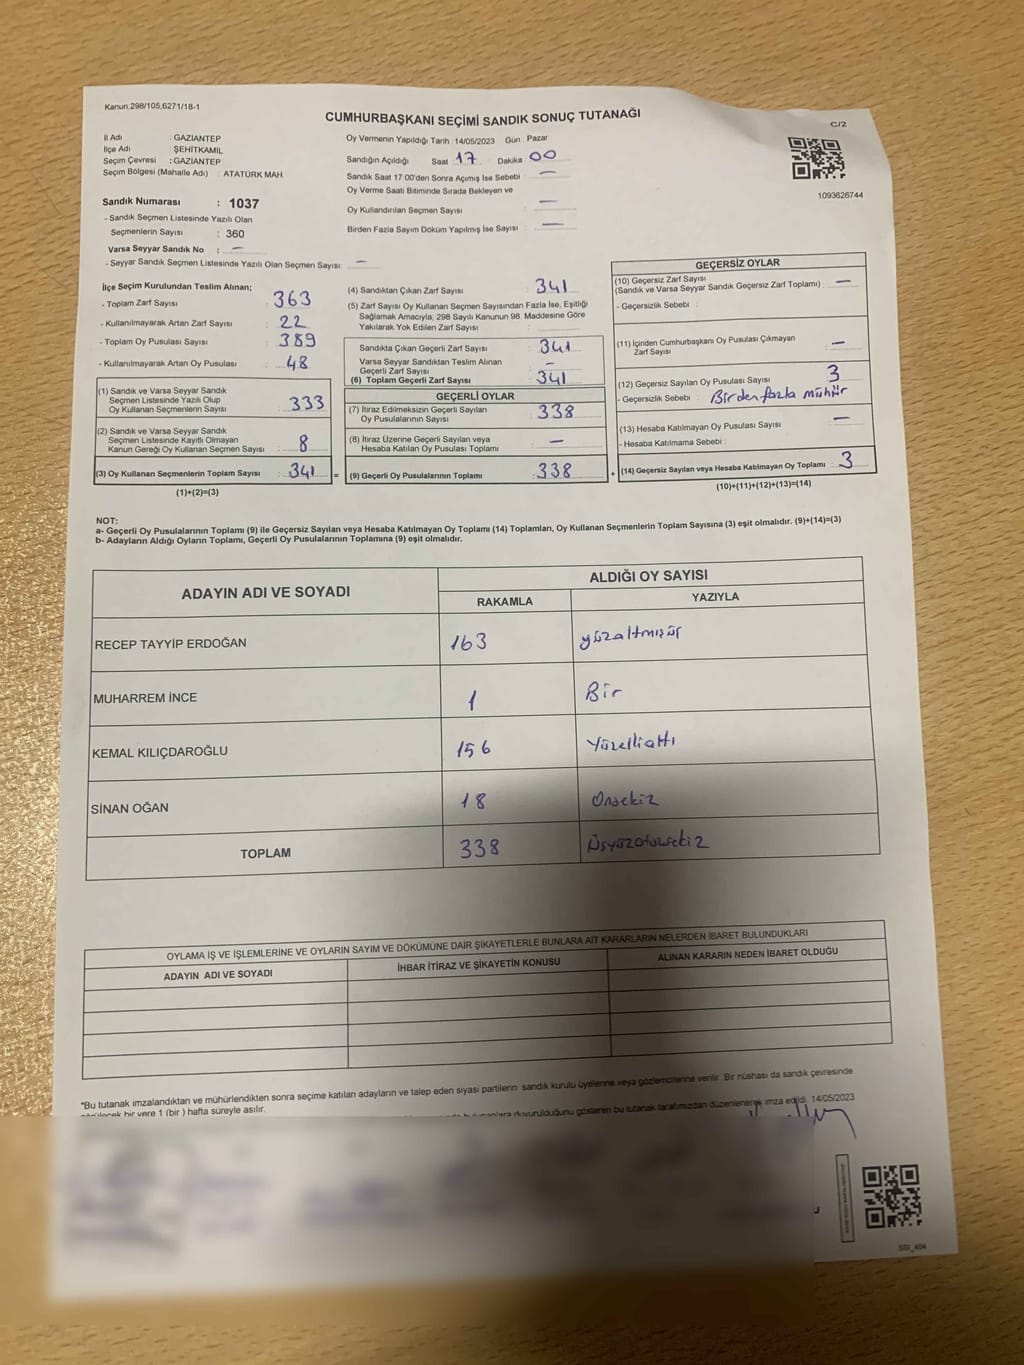 Kanun:298/105,6271/18-1
CUMHURBAŞKANI SEÇİMİ SANDIK SONUÇ TUTANAĞI
C/2
İl Adı : GAZIANTEP
İlçe Adı : ŞEHİTKAMİL
Seçim Çevresi : GAZIANTEP
Seçim Bölgesi (Mahalle Adı) : ATATÜRK MAH.
Oy Vermenin Yapıldığı Tarih 14/05/2023 Gün Pazar
Sandığın Açıldığı Saat 17 Dakika 00
Sandık Saat 17:00'den Sonra Açımış Ise Sebebi : —
Oy Verme Saati Bitiminde Sırada Bekleyen ve
Oy Kullandırılan Seçmen Sayısı : —
Birden Fazla Sayım Döküm Yapılmış İse Sayısı : —
1093626744
Sandık Numarası : 1037
- Sandık Seçmen Listesinde Yazılı Olan
Seçmenlerin Sayısı : 360
Varsa Seyyar Sandık No : —
- Seyyar Sandık Seçmen Listesinde Yazılı Olan Seçmen Sayısı: —
İlçe Seçim Kurulundan Teslim Alınan;
- Toplam Zarf Sayısı : 363
- Kullanılmayarak Artan Zarf Sayısı : 22
- Toplam Oy Pusulası Sayısı : 389
- Kullanılmayarak Artan Oy Pusulası : 48
(1) Sandık ve Varsa Seyyar Sandık
Seçmen Listesinde Yazılı Olup
Oy Kullanan Seçmenlerin Sayısı : 333
(2) Sandık ve Varsa Seyyar Sandık
Seçmen Listesinde Kayıtlı Olmayan
Kanun Gereği Oy Kullanan Seçmen Sayısı : 8
(3) Oy Kullanan Seçmenlerin Toplam Sayısı : 341 =
(1)+(2)=(3)
(4) Sandıktan Çıkan Zarf Sayısı : 341
(5) Zarf Sayısı Oy Kullanan Seçmen Sayısından Fazla İse, Eşitliği
Sağlamak Amacıyla; 298 Sayılı Kanunun 98. Maddesine Göre
Yakılarak Yok Edilen Zarf Sayısı :
Sandıkta Çıkan Geçerli Zarf Sayısı : 341
Varsa Seyyar Sandıktan Teslim Alınan
Geçerli Zarf Sayısı : —
(6) Toplam Geçerli Zarf Sayısı : 341
GEÇERLİ OYLAR
(7) İtiraz Edilmeksizin Geçerli Sayılan
Oy Pusulalarının Sayısı : 338
(8) İtiraz Üzerine Geçerli Sayılan veya
Hesaba Katılan Oy Pusulası Toplamı : —
(9) Geçerli Oy Pusulalarının Toplamı : 338 +
GEÇERSİZ OYLAR
(10) Geçersiz Zarf Sayısı
(Sandık ve Varsa Seyyar Sandık Geçersiz Zarf Toplamı) : —
- Geçersizlik Sebebi :
(11) İçinden Cumhurbaşkanı Oy Pusulası Çıkmayan
Zarf Sayısı : —
(12) Geçersiz Sayılan Oy Pusulası Sayısı : 3
- Geçersizlik Sebebi : Birden fazla mühür
(13) Hesaba Katılmayan Oy Pusulası Sayısı : —
- Hesaba Katılmama Sebebi :
(14) Geçersiz Sayılan veya Hesaba Katılmayan Oy Toplamı : 3
(10)+(11)+(12)+(13)=(14)
NOT:
a- Geçerli Oy Pusulalarının Toplamı (9) ile Geçersiz Sayılan veya Hesaba Katılmayan Oy Toplamı (14) Toplamları, Oy Kullanan Seçmenlerin Toplam Sayısına (3) eşit olmalıdır. (9)+(14)=(3)
b- Adayların Aldığı Oyların Toplamı, Geçerli Oy Pusulalarının Toplamına (9) eşit olmalıdır.
ADAYIN ADI VE SOYADI
ALDIĞI OY SAYISI
RAKAMLA YAZIYLA
RECEP TAYYİP ERDOĞAN 163 yüzaltmışüç
MUHARREM İNCE 1 Bir
KEMAL KILIÇDAROĞLU 156 Yüzelliatlı
SİNAN OĞAN 18 Onsekiz
TOPLAM 338 Üşyüzotuzsekiz
OYLAMA İŞ VE İŞLEMLERİNE VE OYLARIN SAYIM VE DÖKÜMÜNE DAİR ŞİKAYETLERLE BUNLARA AİT KARARLARIN NELERDEN İBARET BULUNDUKLARI
ADAYIN ADI VE SOYADI İHBAR İTİRAZ VE ŞİKAYETİN KONUSU ALINAN KARARIN NEDEN İBARET OLDUĞU
*Bu tutanak imzalandıktan ve mühürlendikten sonra seçime katılan adayların ve talep eden siyasi partilerin sandık kurulu üyelerine veya gözlemcilerine verilir. Bir nüshası da sandık çevresinde
görülecek bir yere 1 (bir ) hafta süreyle asılır.
bulunanlara duyurulduğunu gösteren bu tutanak tarafımızdan düzenlenerek imza edildi. 14/05/2023
SGI_404